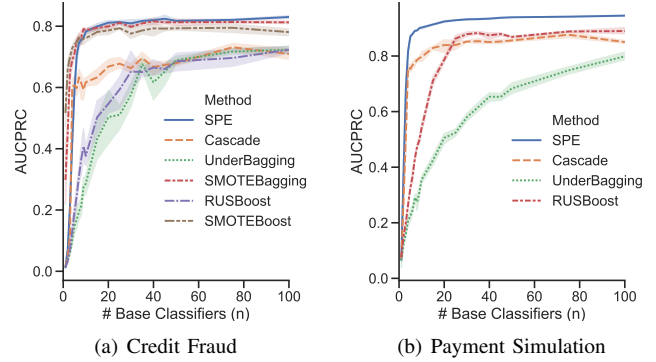 AUCPRC
0.8
0.6
0.4
0.2
0.0
0
20
40
60
80
100
# Base Classifiers (n)
Method
SPE
Cascade
UnderBagging
SMOTEBagging
RUSBoost
SMOTEBoost
(a) Credit Fraud
AUCPRC
0.8
0.6
0.4
0.2
0.0
0
20
40
60
80
100
# Base Classifiers (n)
Method
SPE
Cascade
UnderBagging
RUSBoost
(b) Payment Simulation